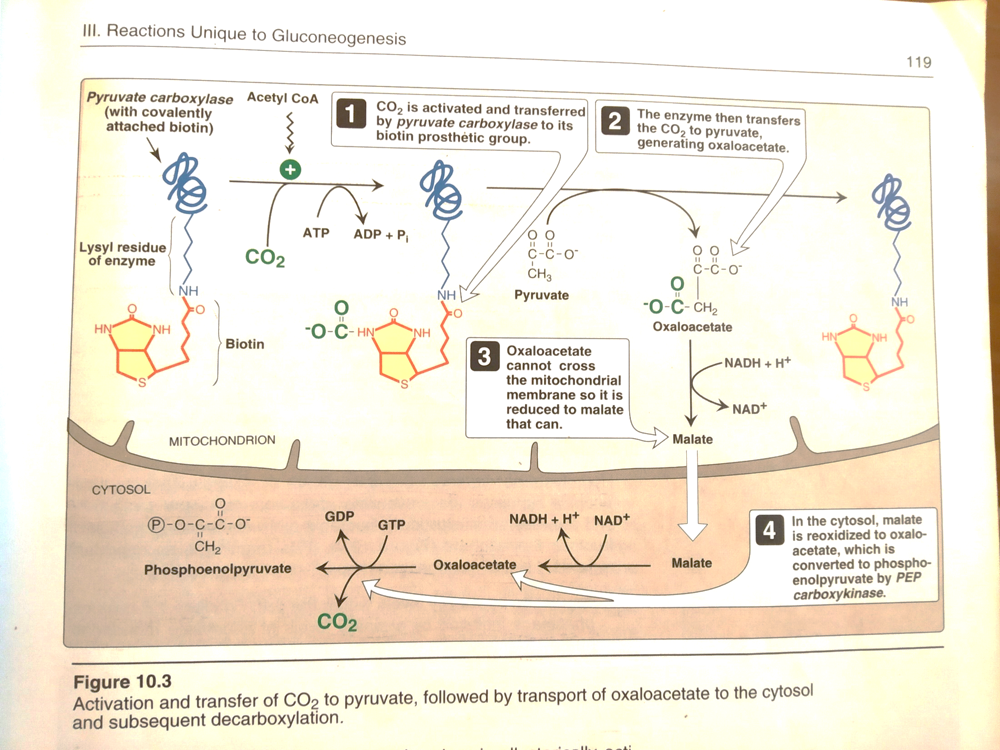 III. Reactions Unique to Gluconeogenesis
119
Pyruvate carboxylase
(with covalently
attached biotin)
Acetyl CoA
+
1
CO2 is activated and transferred
by pyruvate carboxylase to its
biotin prosthetic group.
2
The enzyme then transfers
the CO2 to pyruvate,
generating oxaloacetate.
ATP
ADP + Pi
CO2
Lysyl residue
of enzyme
NH
O
O
HN
NH
S
Biotin
NH
O
O
-O-C-HN
O
NH
S
O O
C-C-O-
CH3
Pyruvate
O O
C-C-O-
O
-O-C-CH2
Oxaloacetate
NH
O
O
HN
NH
S
3
Oxaloacetate
cannot cross
the mitochondrial
membrane so it is
reduced to malate
that can.
NADH + H+
NAD+
Malate
MITOCHONDRION
CYTOSOL
O
P-O-C-C-O-
CH2
Phosphoenolpyruvate
GDP
GTP
CO2
Oxaloacetate
NADH + H+
NAD+
Malate
4
In the cytosol, malate
is reoxidized to oxalo-
acetate, which is
converted to phospho-
enolpyruvate by PEP
carboxykinase.
Figure 10.3
Activation and transfer of CO2 to pyruvate, followed by transport of oxaloacetate to the cytosol
and subsequent decarboxylation.